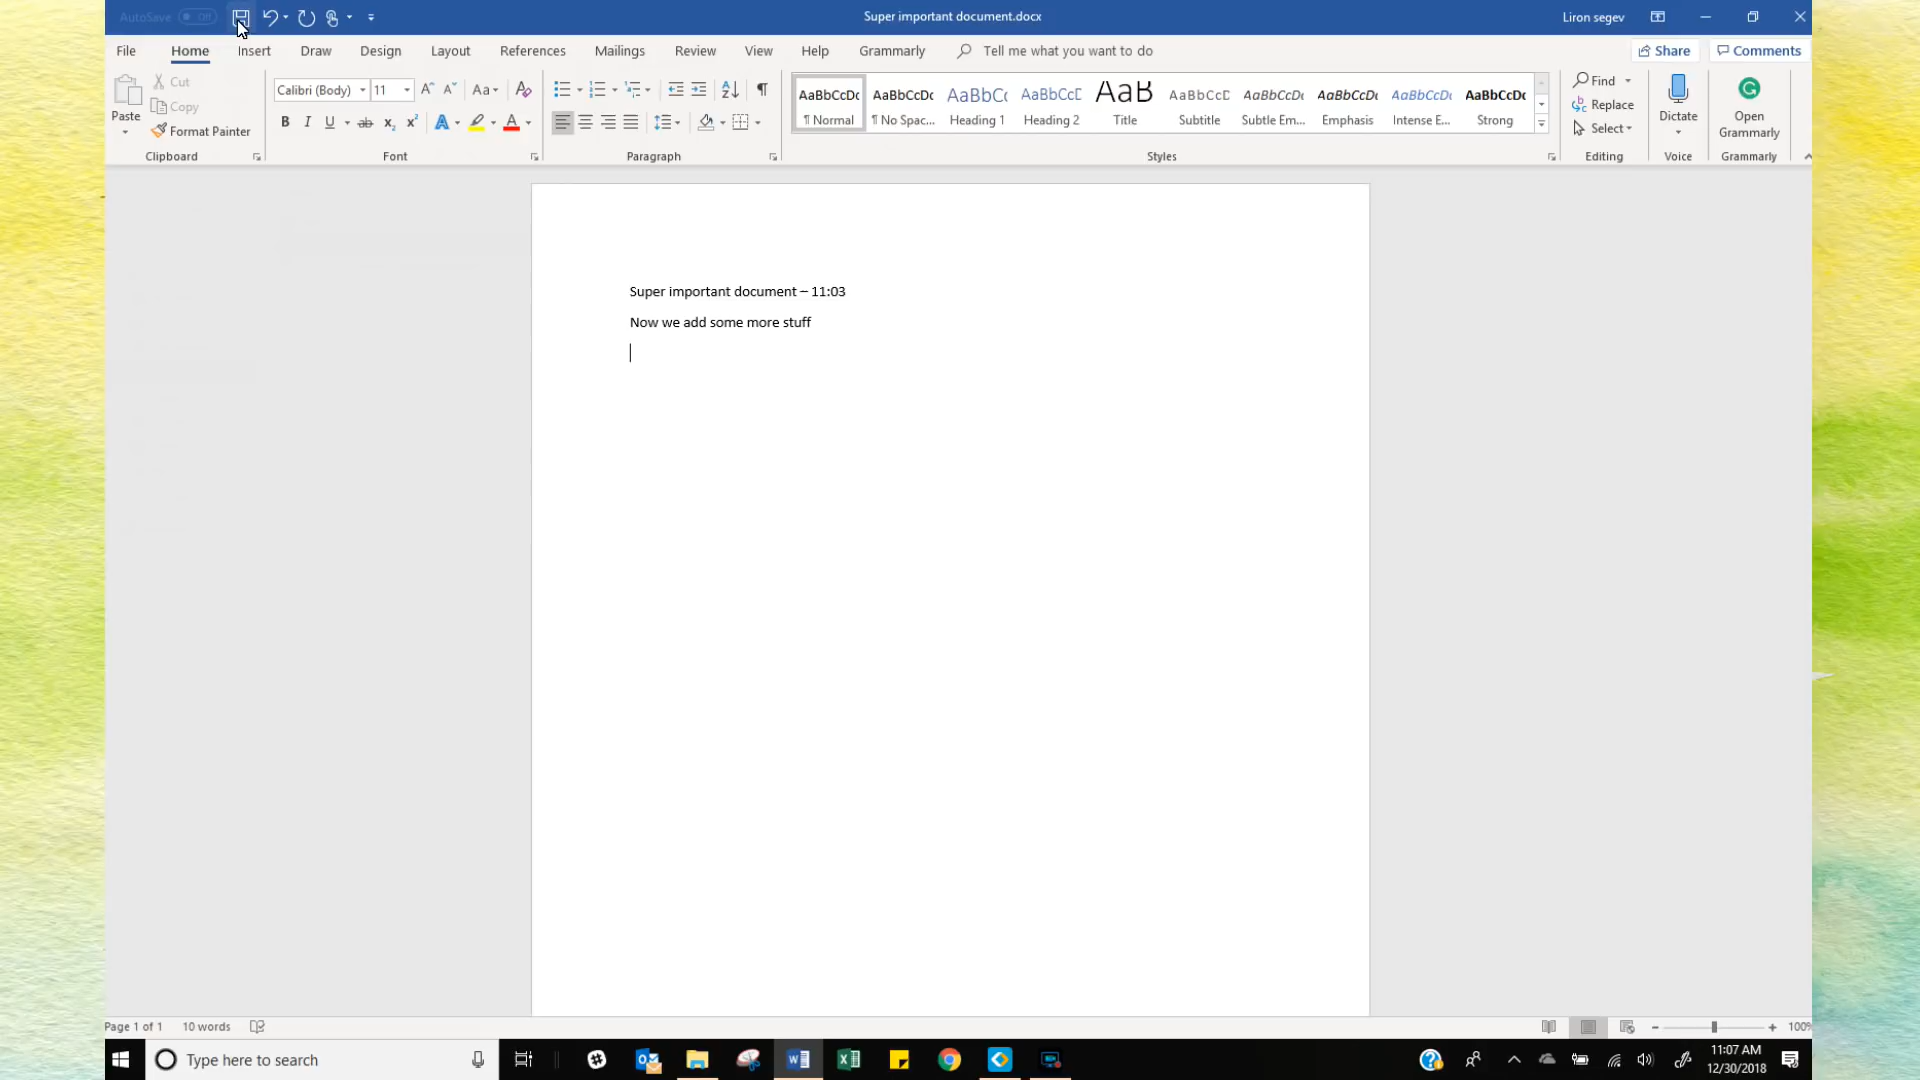 AutoSave Off Super important document.docx Liron segev
File Home Insert Draw Design Layout References Mailings Review View Help Grammarly Tell me what you want to do Share Comments
Paste
Cut
Copy
Format Painter
Clipboard
Calibri (Body) 11
Font
Paragraph
AaBbCcDc AaBbCcDc AaBbCc AaBbCcD AaB AaBbCcD AaBbCcDc AaBbCcDc AaBbCcDc AaBbCcDc
¶ Normal ¶ No Spac... Heading 1 Heading 2 Title Subtitle Subtle Em... Emphasis Intense E... Strong
Styles
Find
Replace
Select
Editing
Dictate
Voice
Open
Grammarly
Grammarly
Super important document – 11:03
Now we add some more stuff
Page 1 of 1 10 words 100%
Type here to search
11:07 AM
12/30/2018